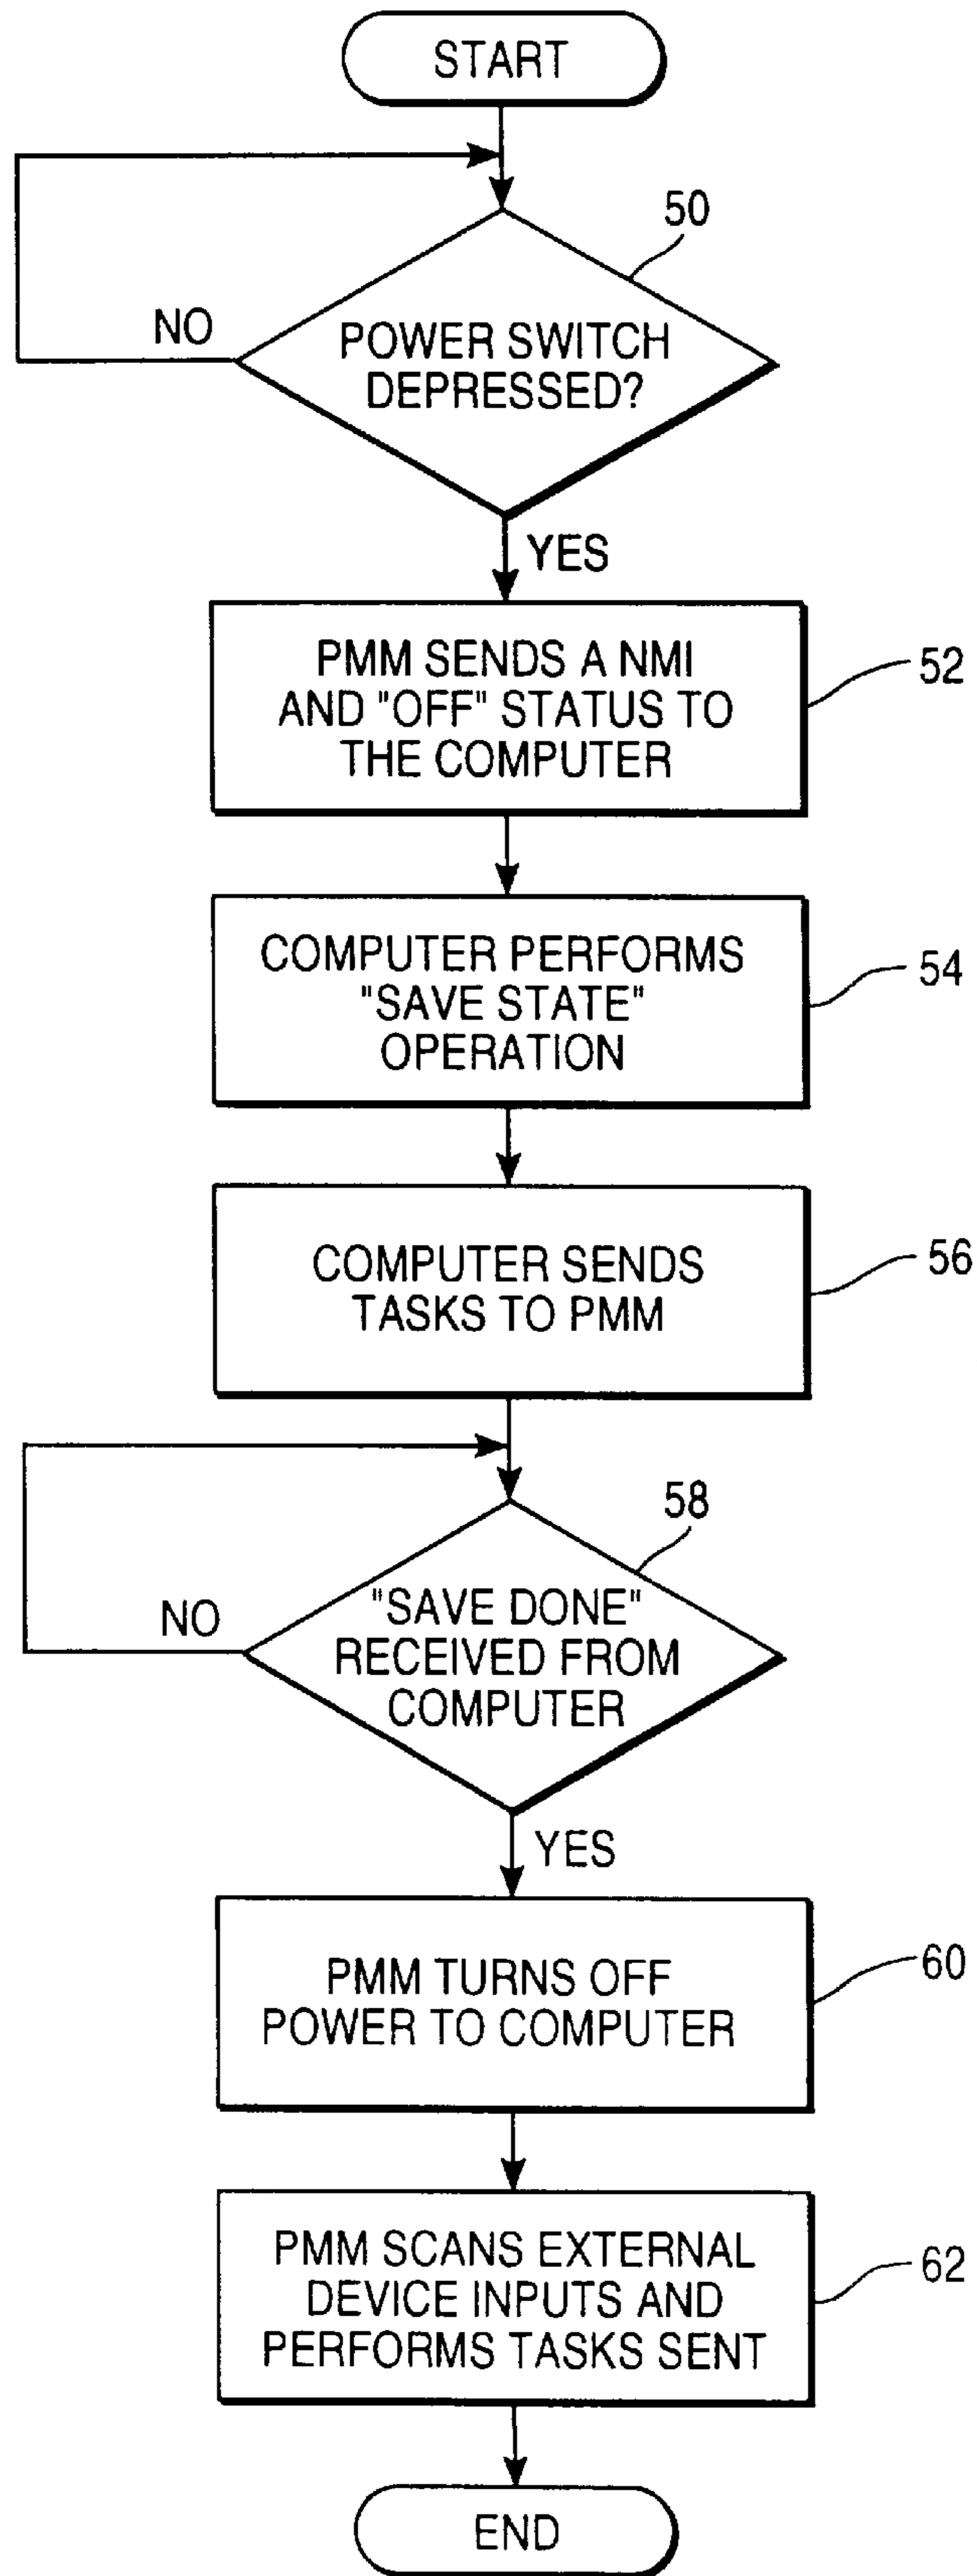 START
50
NO
POWER SWITCH
DEPRESSED?
YES
PMM SENDS A NMI
AND "OFF" STATUS TO
THE COMPUTER
52
COMPUTER PERFORMS
"SAVE STATE"
OPERATION
54
COMPUTER SENDS
TASKS TO PMM
56
58
NO
"SAVE DONE"
RECEIVED FROM
COMPUTER
YES
PMM TURNS OFF
POWER TO COMPUTER
60
PMM SCANS EXTERNAL
DEVICE INPUTS AND
PERFORMS TASKS SENT
62
END